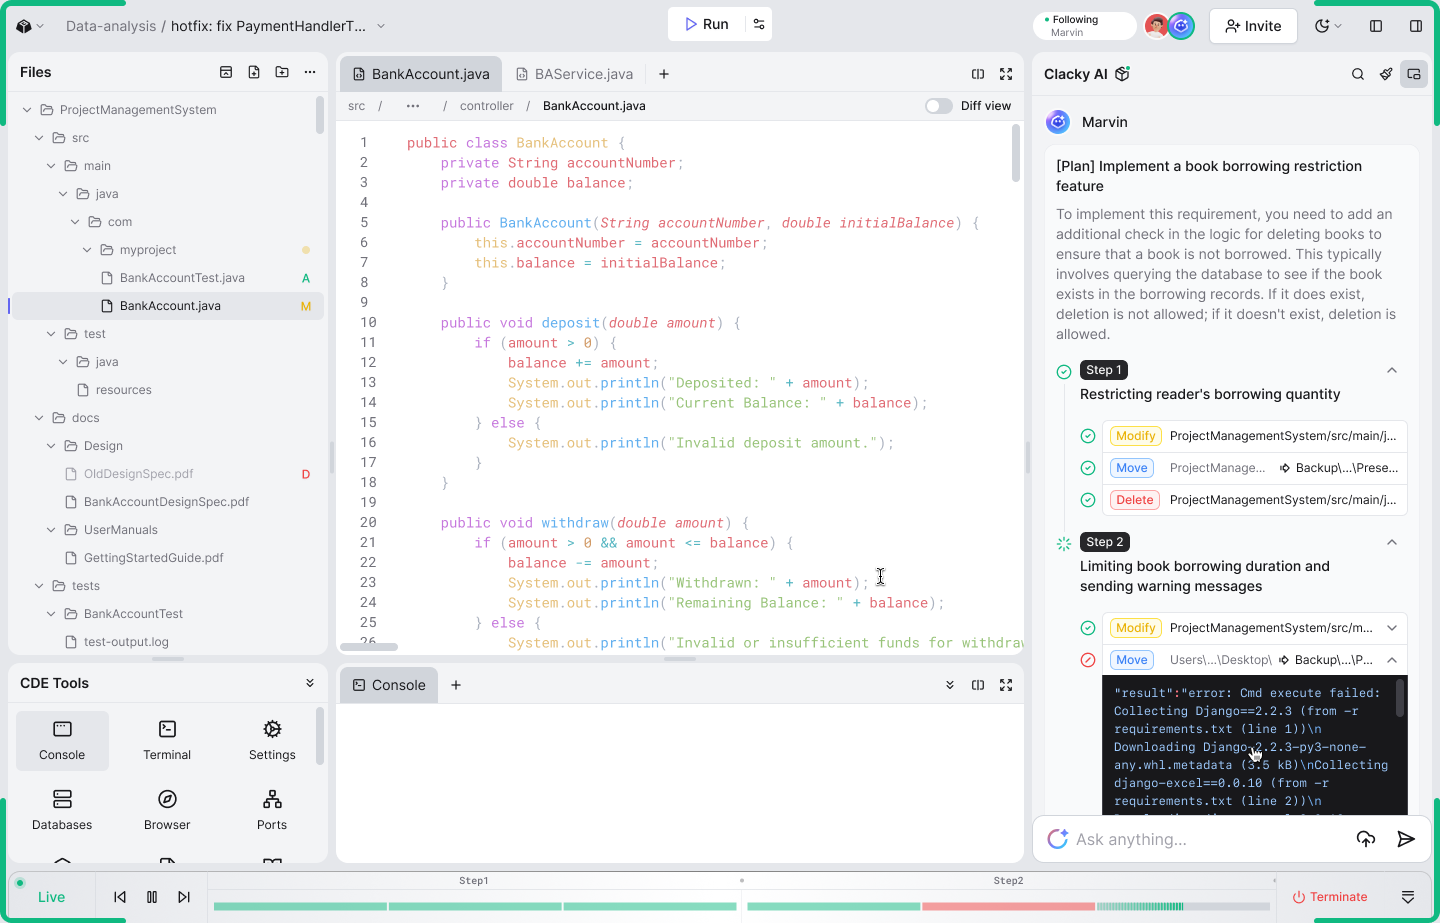 Data-analysis / hotfix: fix PaymentHandlerT...
Run
Following
Marvin
Invite
Files
ProjectManagementSystem
src
main
java
com
myproject
BankAccountTest.java A
BankAccount.java M
test
java
resources
docs
Design
OldDesignSpec.pdf D
BankAccountDesignSpec.pdf
UserManuals
GettingStartedGuide.pdf
tests
BankAccountTest
test-output.log
CDE Tools
Console
Terminal
Settings
Databases
Browser
Ports
BankAccount.java
BAService.java
src / ... / controller / BankAccount.java
Diff view
1 public class BankAccount {
2 private String accountNumber;
3 private double balance;
4
5 public BankAccount(String accountNumber, double initialBalance) {
6 this.accountNumber = accountNumber;
7 this.balance = initialBalance;
8 }
9
10 public void deposit(double amount) {
11 if (amount > 0) {
12 balance += amount;
13 System.out.println("Deposited: " + amount);
14 System.out.println("Current Balance: " + balance);
15 } else {
16 System.out.println("Invalid deposit amount.");
17 }
18 }
19
20 public void withdraw(double amount) {
21 if (amount > 0 && amount <= balance) {
22 balance -= amount;
23 System.out.println("Withdrawn: " + amount);
24 System.out.println("Remaining Balance: " + balance);
25 } else {
26 System.out.println("Invalid or insufficient funds for withdraw
Console
Clacky AI
Marvin
[Plan] Implement a book borrowing restriction
feature
To implement this requirement, you need to add an
additional check in the logic for deleting books to
ensure that a book is not borrowed. This typically
involves querying the database to see if the book
exists in the borrowing records. If it does exist,
deletion is not allowed; if it doesn't exist, deletion is
allowed.
Step 1
Restricting reader's borrowing quantity
Modify ProjectManagementSystem/src/main/j...
Move ProjectManage... Backup\...\Prese...
Delete ProjectManagementSystem/src/main/j...
Step 2
Limiting book borrowing duration and
sending warning messages
Modify ProjectManagementSystem/src/m...
Move Users\...\Desktop\ Backup\...\P...
"result":"error: Cmd execute failed:
Collecting Django==2.2.3 (from -r
requirements.txt (line 1))\n
Downloading Django-2.2.3-py3-none-
any.whl.metadata (3.5 kB)\nCollecting
django-excel==0.0.10 (from -r
requirements.txt (line 2))\n
Ask anything...
Live
Step1
Step2
Terminate